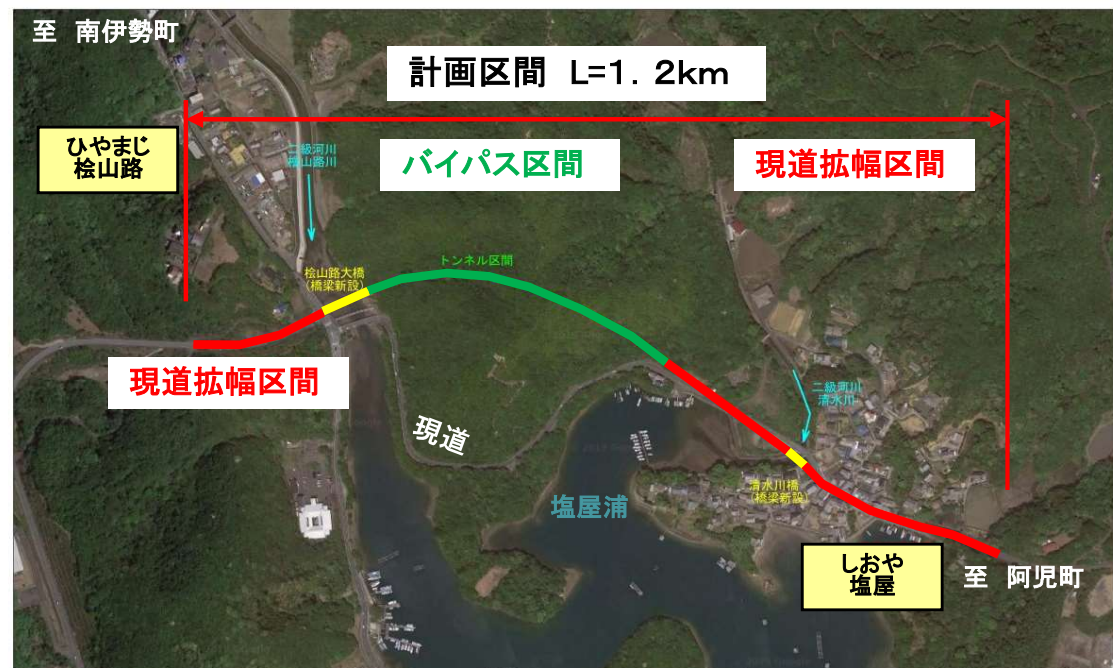 至 南伊勢町
計画区間 L=1. 2km
ひやまじ
桧山路
二級河川
桧山路川
バイパス区間
現道拡幅区間
トンネル区間
桧山路大橋
（橋梁新設）
現道拡幅区間
二級河川
清水川
現道
清水川橋
（橋梁新設）
塩屋浦
しおや
塩屋
至 阿児町